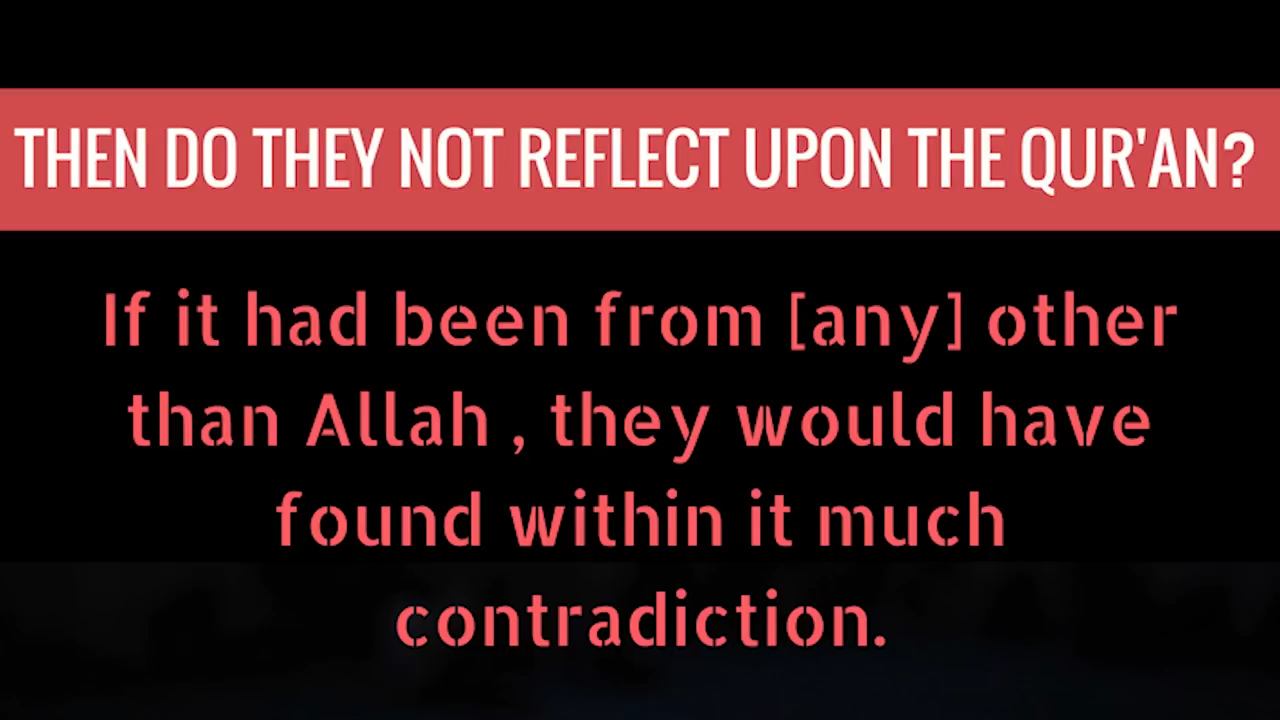 THEN DO THEY NOT REFLECT UPON THE QUR'AN?
If it had been from [any] other
than Allah , they would have
found within it much
contradiction.